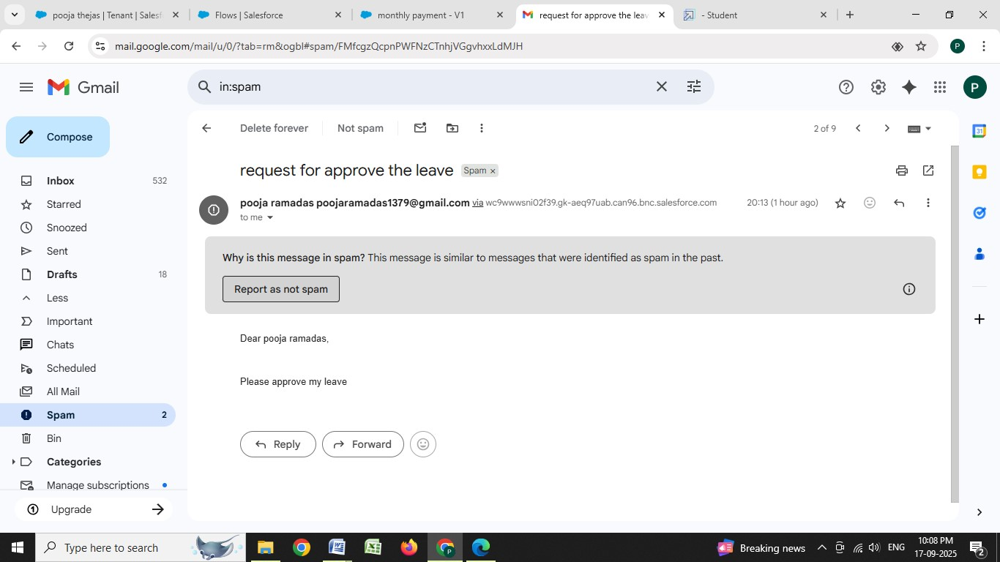 pooja thejas | Tenant | Salesf
Flows | Salesforce
monthly payment - V1
request for approve the leav
- Student
mail.google.com/mail/u/0/?tab=rm&ogbl#spam/FMfcgzQcpnPWFNzCTnhjVGgvhxxLdMJH
P
Gmail
in:spam
P
Compose
Delete forever
Not spam
2 of 9
31
request for approve the leave
Spam ×
Inbox 532
Starred
Snoozed
Sent
Drafts 18
Less
Important
Chats
Scheduled
All Mail
Spam 2
Bin
Categories
Manage subscriptions
Upgrade
pooja ramadas poojaramadas1379@gmail.com via wc9wwwsni02f39.gk-aeq97uab.can96.bnc.salesforce.com
20:13 (1 hour ago)
to me
Why is this message in spam? This message is similar to messages that were identified as spam in the past.
Report as not spam
Dear pooja ramadas,
Please approve my leave
Reply
Forward
Type here to search
Breaking news
ENG
10:08 PM
17-09-2025
2